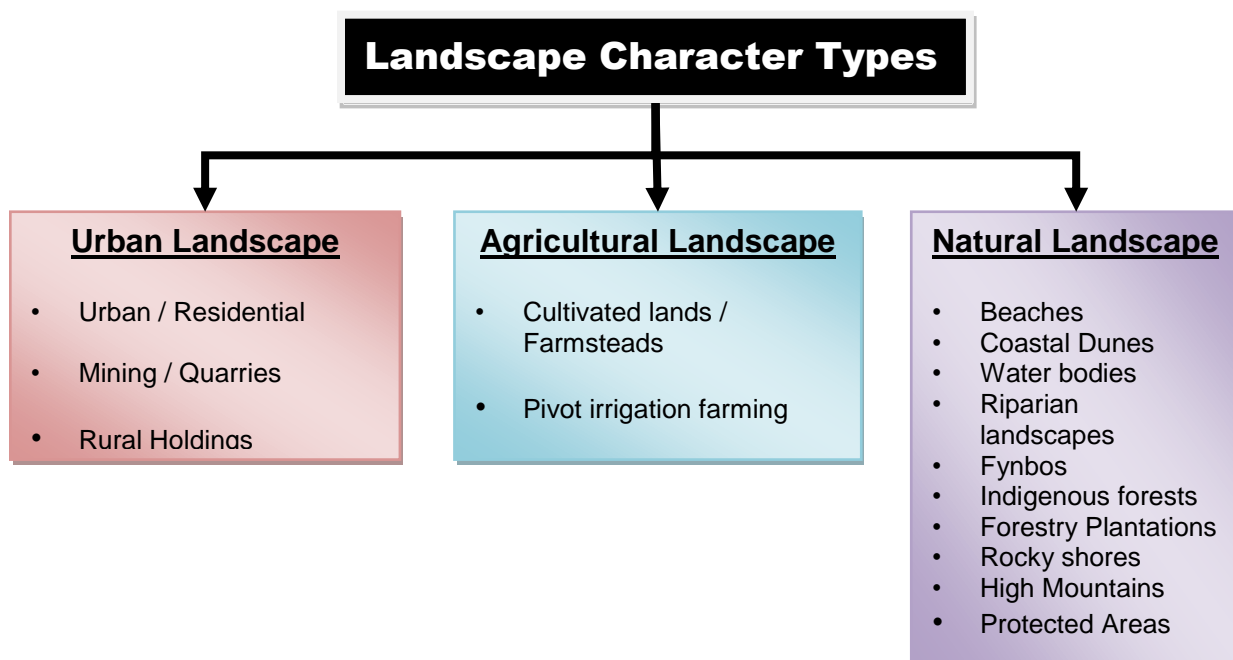 Landscape Character Types
Urban Landscape
• Urban / Residential
• Mining / Quarries
• Rural Holdings
Agricultural Landscape
• Cultivated lands /
Farmsteads
• Pivot irrigation farming
Natural Landscape
• Beaches
• Coastal Dunes
• Water bodies
• Riparian
landscapes
• Fynbos
• Indigenous forests
• Forestry Plantations
• Rocky shores
• High Mountains
• Protected Areas